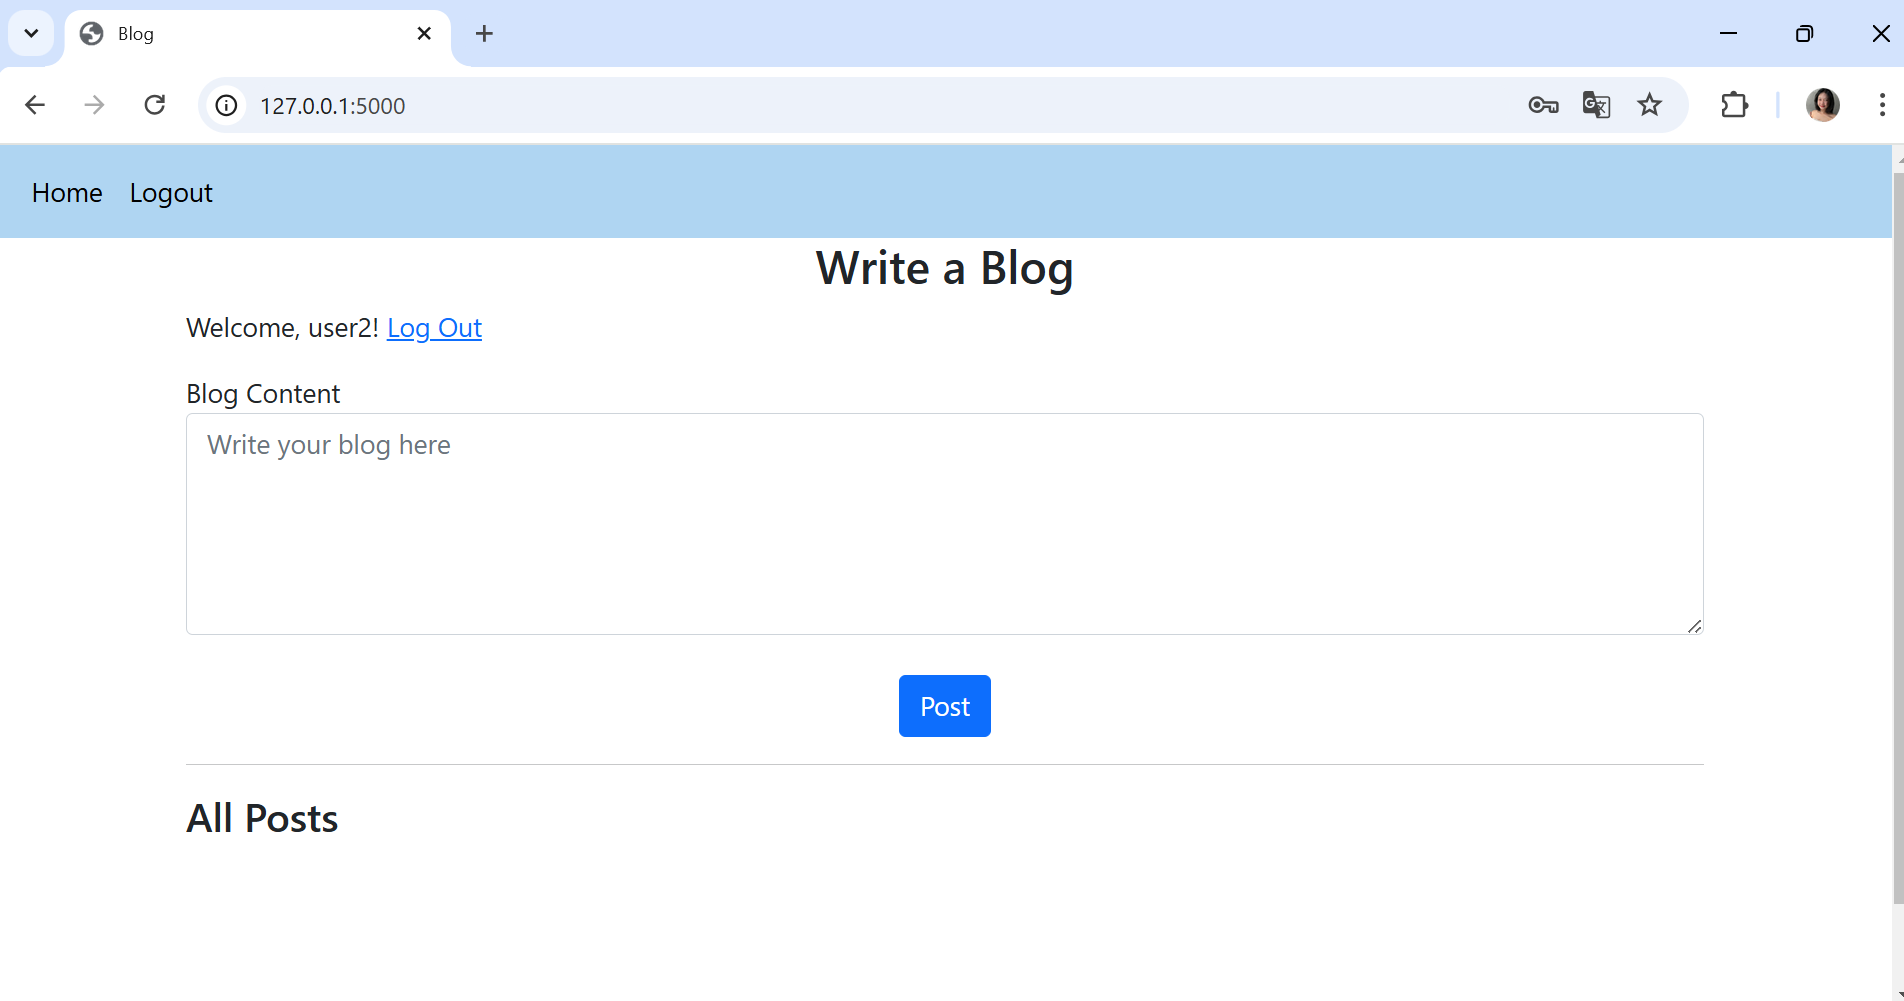 Blog
127.0.0.1:5000
Home Logout
Write a Blog
Welcome, user2! Log Out
Blog Content
Write your blog here
Post
All Posts